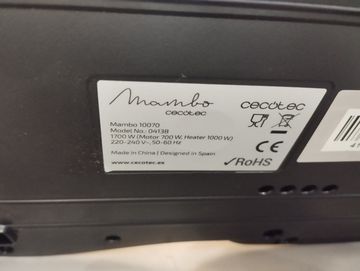 Mambo
cecotec
cecotec
Mambo 10070
Model No.: 04138
1700 W (Motor 700 W, Heater 1000 W)
220-240 V~, 50-60 Hz
Made in China | Designed in Spain
www.cecotec.es
CE
✓RoHS